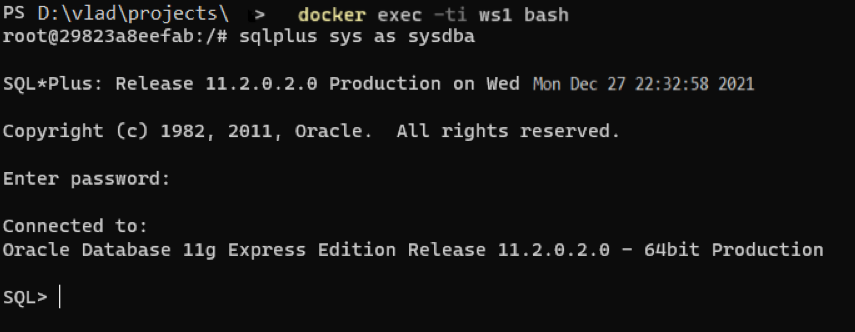 PS D:\vlad\projects\ > docker exec -ti ws1 bash
root@29823a8eefab:/# sqlplus sys as sysdba
SQL*Plus: Release 11.2.0.2.0 Production on Wed Mon Dec 27 22:32:58 2021
Copyright (c) 1982, 2011, Oracle.  All rights reserved.
Enter password:
Connected to:
Oracle Database 11g Express Edition Release 11.2.0.2.0 - 64bit Production
SQL>